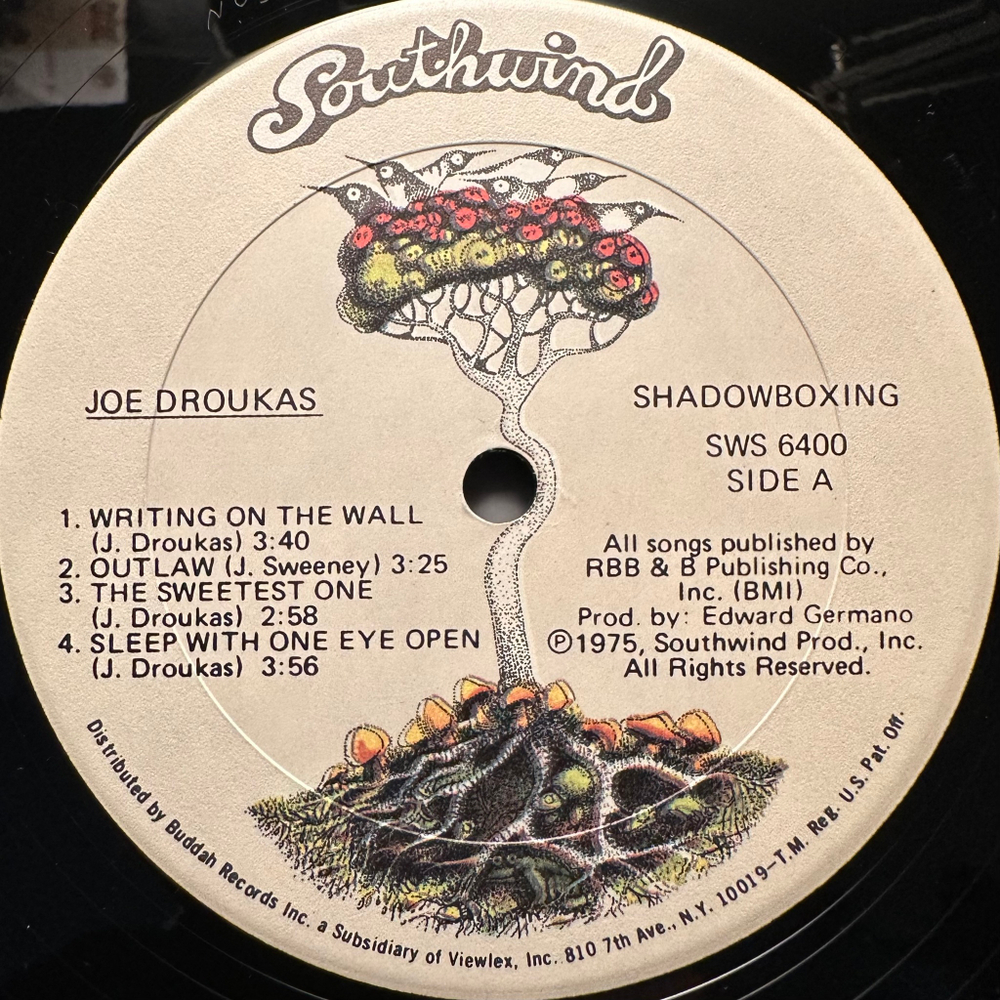 Southwind
JOE DROUKAS
SHADOWBOXING
SWS 6400
SIDE A
1. WRITING ON THE WALL
(J. Droukas) 3:40
2. OUTLAW (J. Sweeney) 3:25
3. THE SWEETEST ONE
(J. Droukas) 2:58
4. SLEEP WITH ONE EYE OPEN
(J. Droukas) 3:56
All songs published by
RBB & B Publishing Co.,
Inc. (BMI)
Prod. by: Edward Germano
Ⓟ1975, Southwind Prod., Inc.
All Rights Reserved.
Distributed by Buddah Records Inc. a Subsidiary of Viewlex, Inc. 810 7th Ave., N.Y. 10019–T.M. Reg. U.S. Pat. Off.